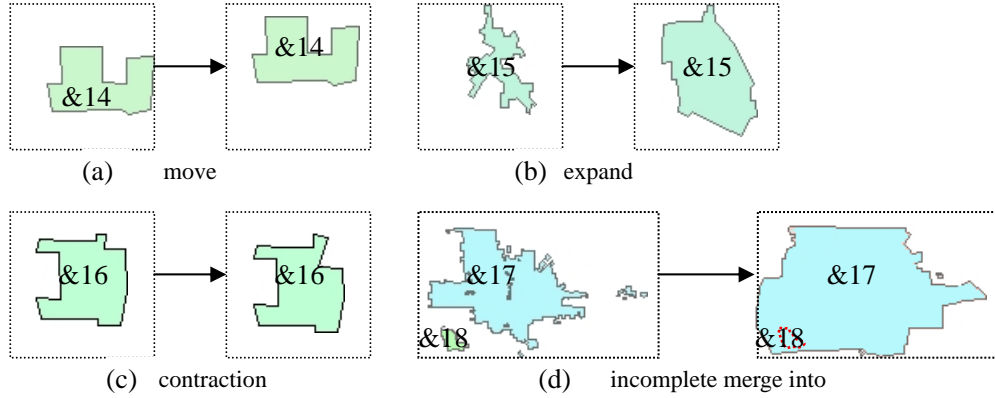 &14
&14
&15
&15
(a) move
(b) expand
&16
&16
&17
&18
&17
&18
(c) contraction
(d) incomplete merge into